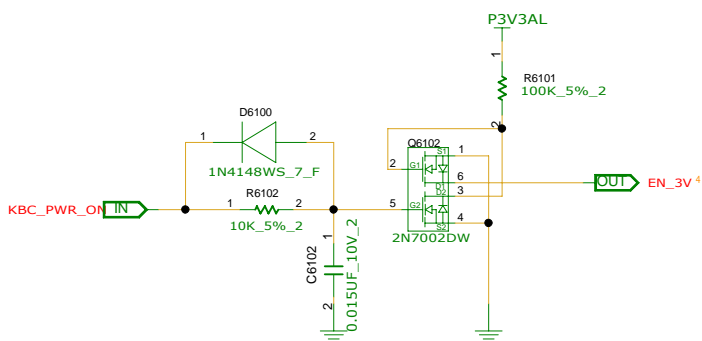 P3V3AL
1
R6101
100K_5%_2
2
D6100
1
2
1N4148WS_7_F
Q6102
S1
1
2
G1
D1
6
D2
3
KBC_PWR_ON
IN
R6102
1
2
10K_5%_2
5
G2
4
S2
2N7002DW
OUT
EN_3V
4
1
C6102
2
0.015UF_10V_2